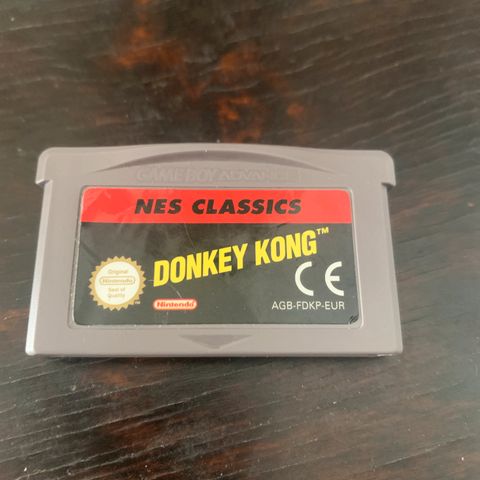 GAME BOY ADVANCE
NES CLASSICS
DONKEY KONG™
Original
Nintendo
Seal of
Quality
Nintendo
CE
AGB-FDKP-EUR